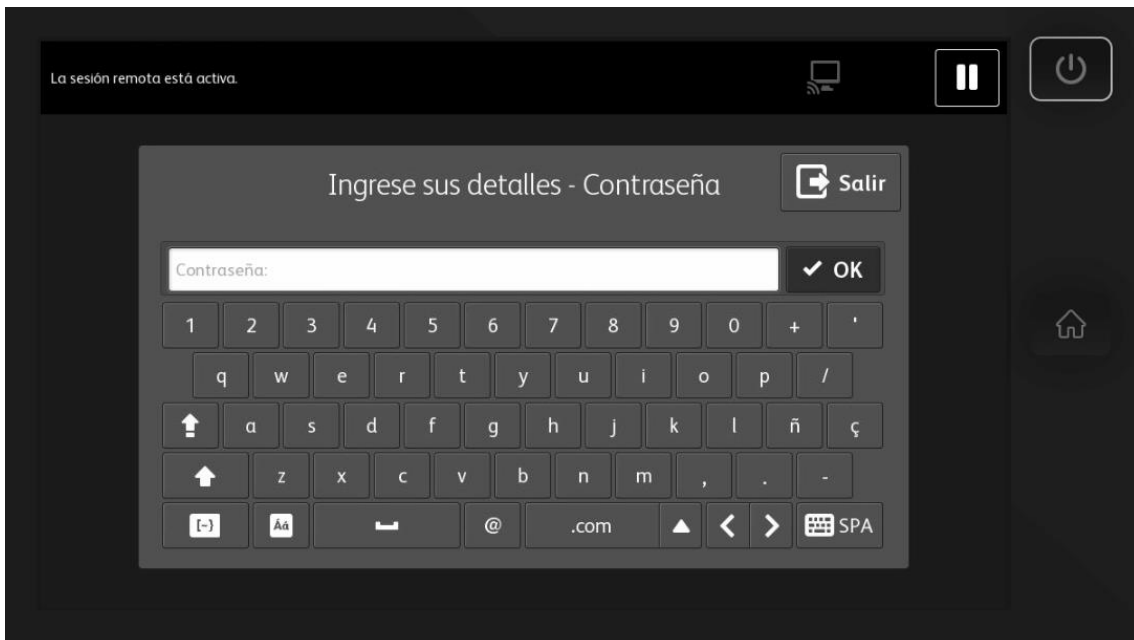 La sesión remota está activa.
Ingrese sus detalles - Contraseña
Salir
Contraseña:
OK
1 2 3 4 5 6 7 8 9 0 + '
q w e r t y u i o p /
a s d f g h j k l ñ ç
z x c v b n m , . -
[~] Áá @ .com SPA